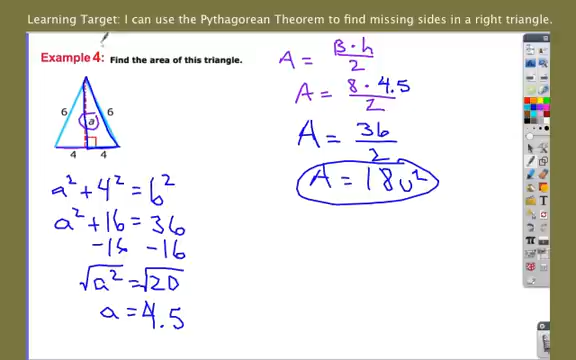 Learning Target: I can use the Pythagorean Theorem to find missing sides in a right triangle.
Example 4: Find the area of this triangle.
6 6
a
4 4
a² + 4² = 6²
a² + 16 = 36
-16 -16
√a² = √20
a = 4.5
A = B · h / 2
A = 8 · 4.5 / 2
A = 36 / 2
A = 18 u²